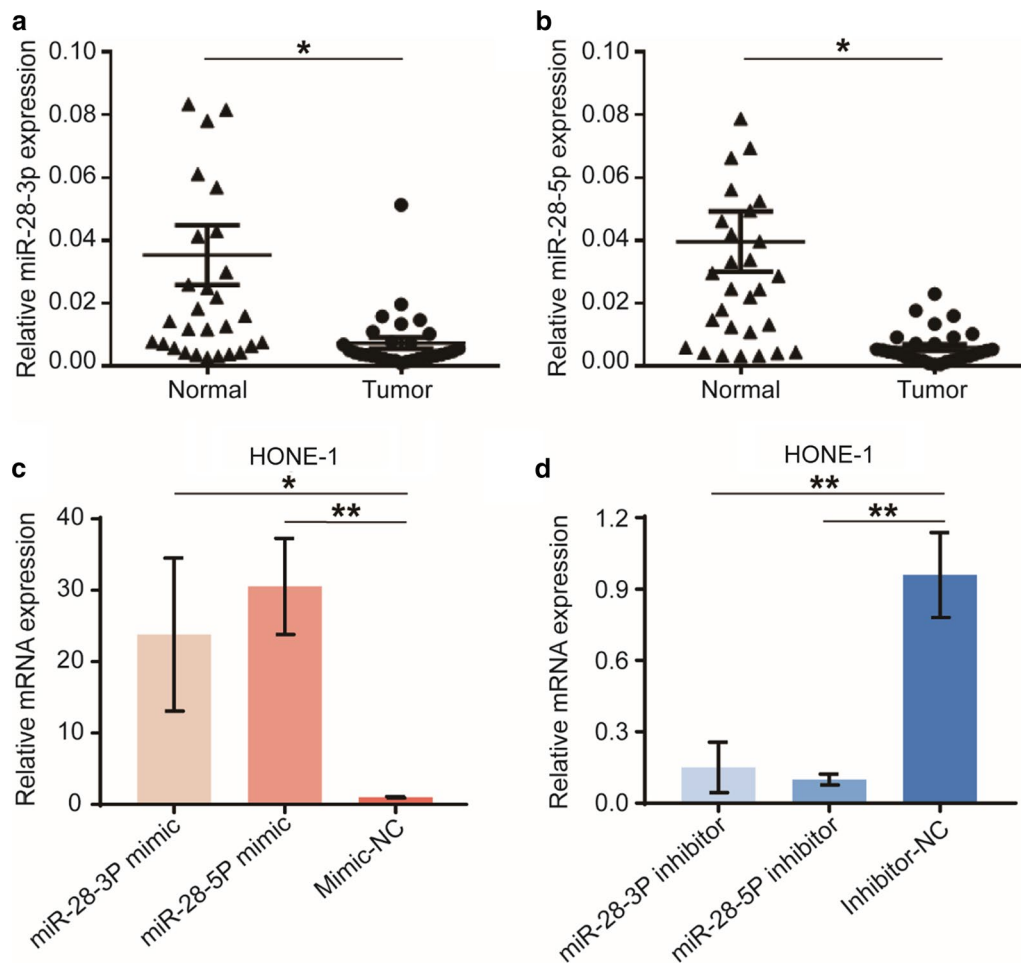 a
*
Relative miR-28-3p expression
0.10
0.08
0.06
0.04
0.02
0.00
Normal
Tumor
b
*
Relative miR-28-5p expression
0.10
0.08
0.06
0.04
0.02
0.00
Normal
Tumor
c
HONE-1
*
**
Relative mRNA expression
40
30
20
10
0
miR-28-3P mimic
miR-28-5P mimic
Mimic-NC
d
HONE-1
**
**
Relative mRNA expression
1.2
0.9
0.6
0.3
0.0
miR-28-3P inhibitor
miR-28-5P inhibitor
Inhibitor-NC